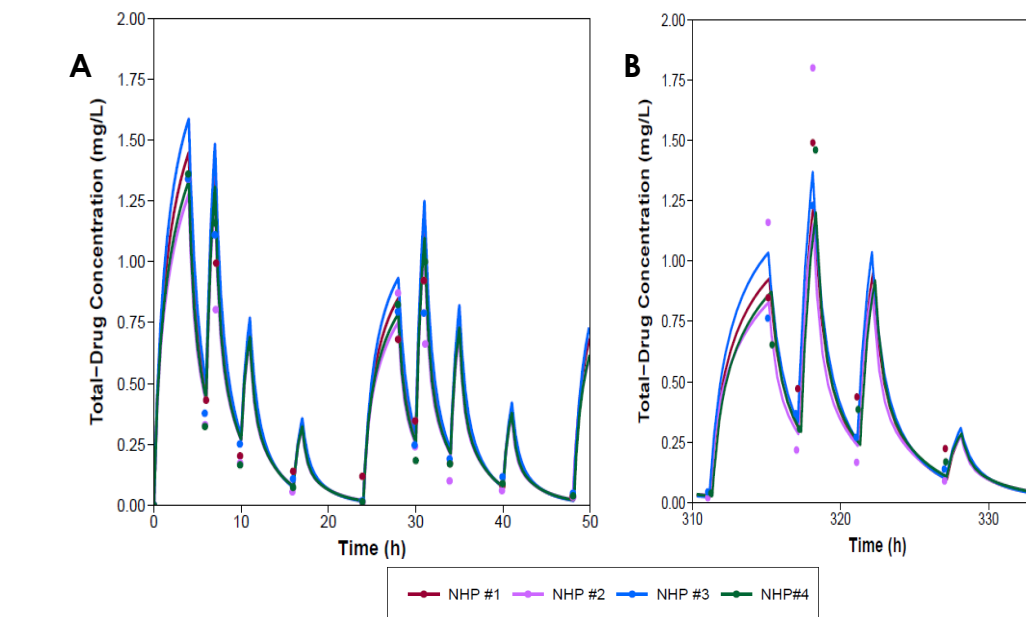 A
Total-Drug Concentration (mg/L)
2.00
1.75
1.50
1.25
1.00
0.75
0.50
0.25
0.00
0 10 20 30 40 50
Time (h)
B
Total-Drug Concentration (mg/L)
2.00
1.75
1.50
1.25
1.00
0.75
0.50
0.25
0.00
310 320 330
Time (h)
NHP #1 NHP #2 NHP #3 NHP#4